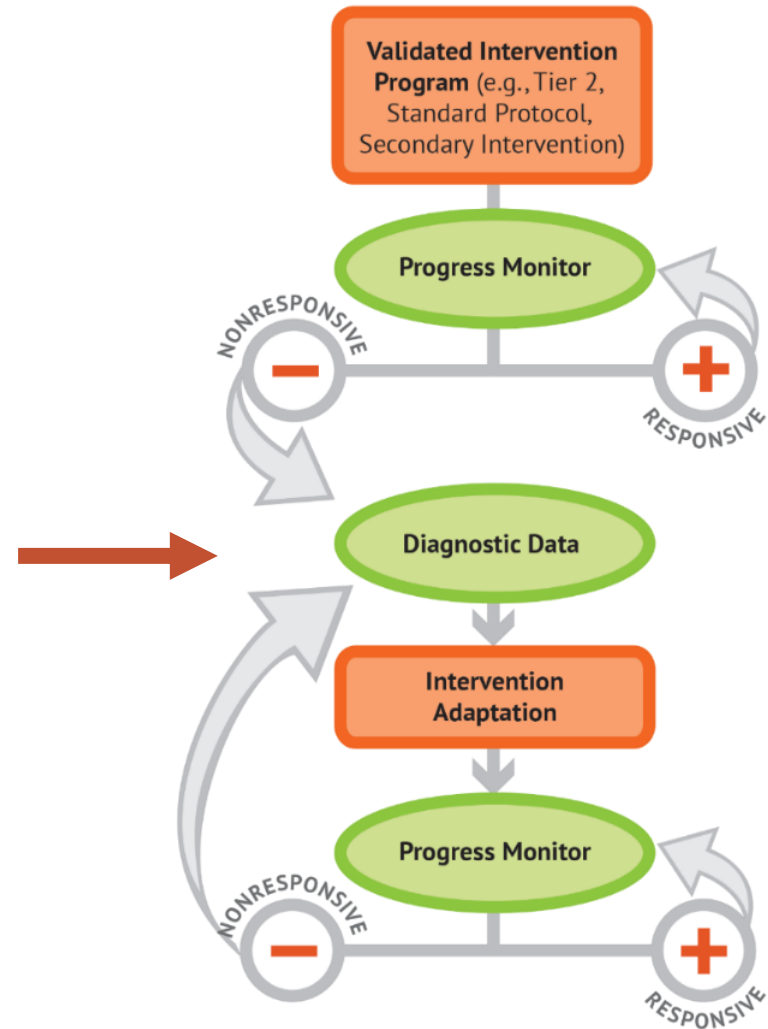 Validated Intervention
Program (e.g., Tier 2,
Standard Protocol,
Secondary Intervention)
Progress Monitor
NONRESPONSIVE
RESPONSIVE
Diagnostic Data
Intervention
Adaptation
Progress Monitor
NONRESPONSIVE
RESPONSIVE